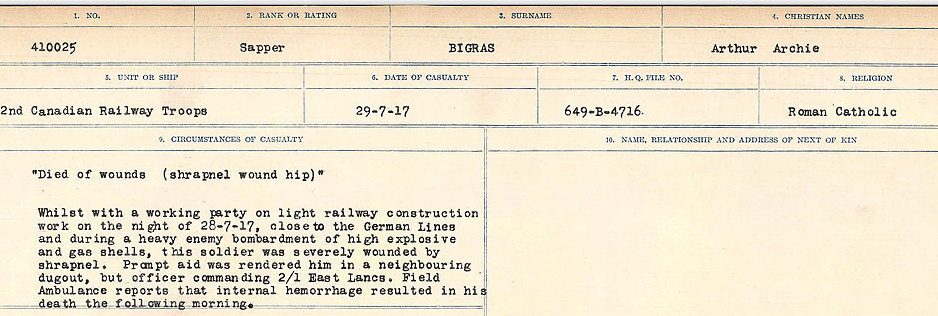 1. NO. 2. RANK OR RATING 3. SURNAME 4. CHRISTIAN NAMES
410025 Sapper BIGRAS Arthur Archie
5. UNIT OR SHIP 6. DATE OF CASUALTY 7. H.Q. FILE NO. 8. RELIGION
2nd Canadian Railway Troops 29-7-17 649-B-4716. Roman Catholic
9. CIRCUMSTANCES OF CASUALTY 10. NAME, RELATIONSHIP AND ADDRESS OF NEXT OF KIN
"Died of wounds (shrapnel wound hip)"
Whilst with a working party on light railway construction
work on the night of 28-7-17, close to the German Lines
and during a heavy enemy bombardment of high explosive
and gas shells, this soldier was severely wounded by
shrapnel. Prompt aid was rendered him in a neighbouring
dugout, but officer commanding 2/1 East Lancs. Field
Ambulance reports that internal hemorrhage resulted in his
death the following morning.